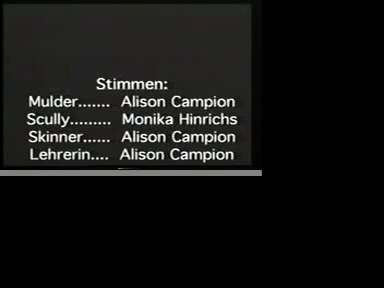 Stimmen:
Mulder....... Alison Campion
Scully......... Monika Hinrichs
Skinner...... Alison Campion
Lehrerin.... Alison Campion